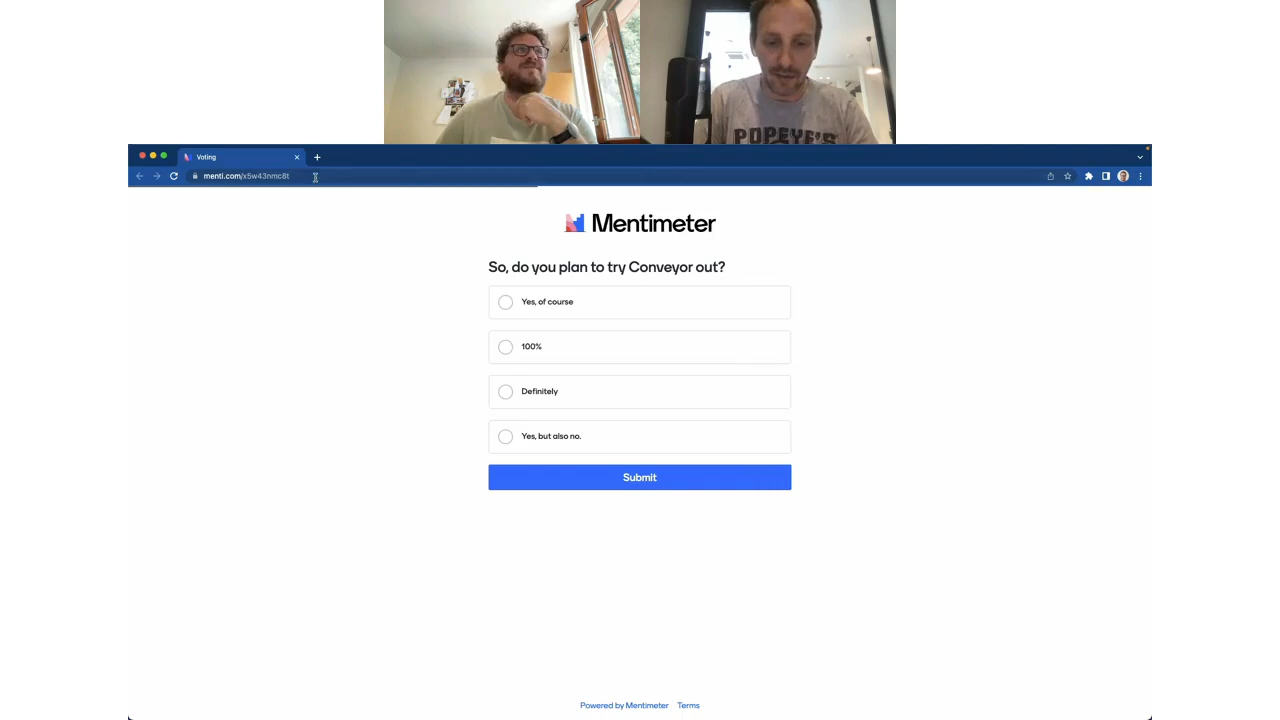 POPEYE'S
Voting
menti.com/x5w43nmc8t
Mentimeter
So, do you plan to try Conveyor out?
Yes, of course
100%
Definitely
Yes, but also no.
Submit
Powered by Mentimeter Terms